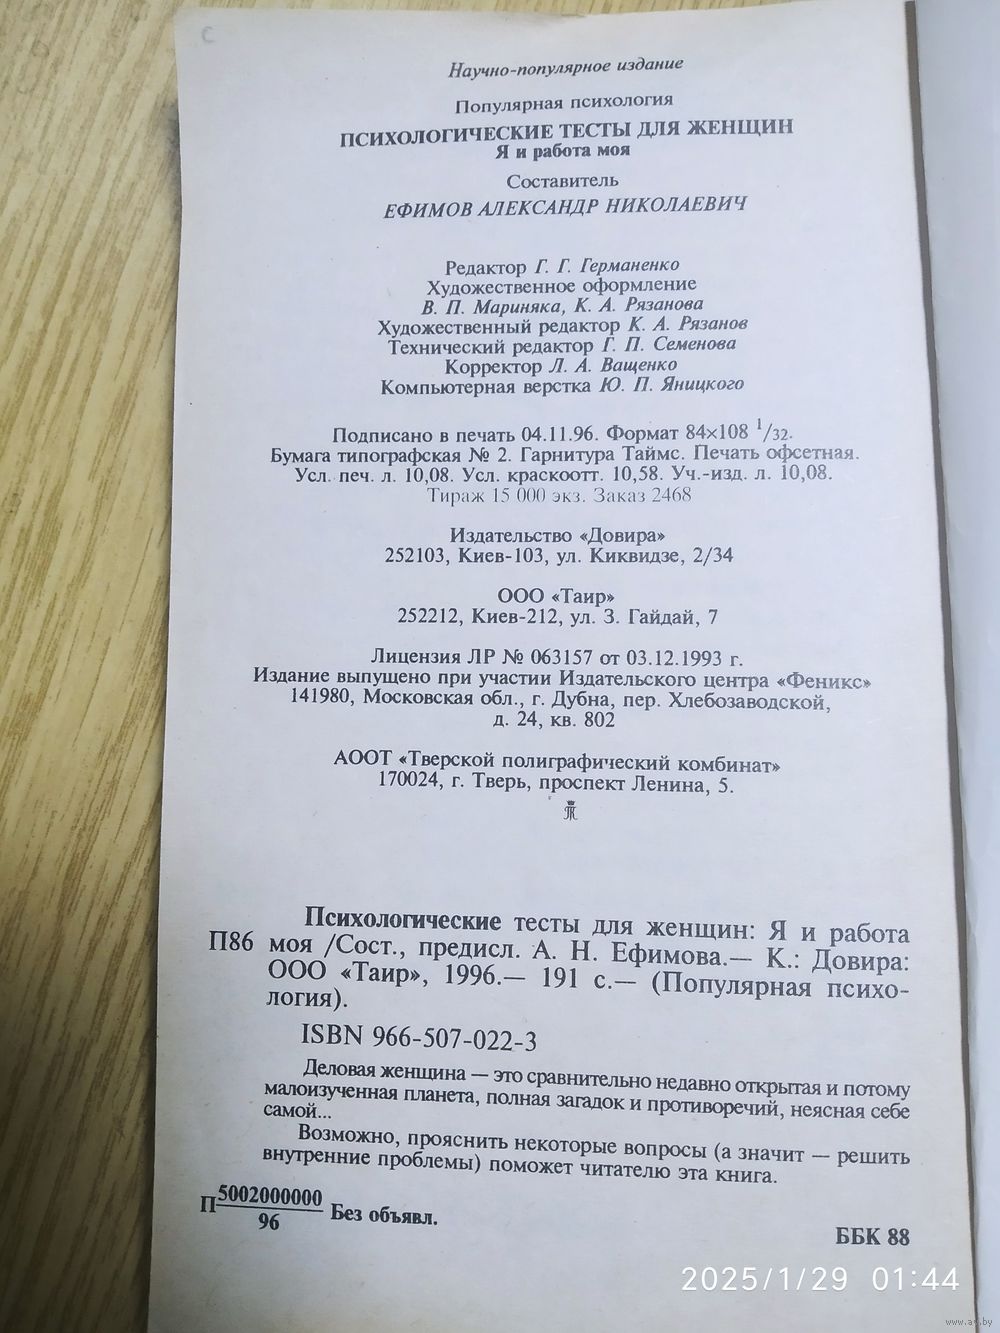 С
Научно-популярное издание
Популярная психология
ПСИХОЛОГИЧЕСКИЕ ТЕСТЫ ДЛЯ ЖЕНЩИН
Я и работа моя
Составитель
ЕФИМОВ АЛЕКСАНДР НИКОЛАЕВИЧ
Редактор Г. Г. Германенко
Художественное оформление
В. П. Мариняка, К. А. Рязанова
Художественный редактор К. А. Рязанов
Технический редактор Г. П. Семенова
Корректор Л. А. Ващенко
Компьютерная верстка Ю. П. Яницкого
Подписано в печать 04.11.96. Формат 84×108 1/32.
Бумага типографская № 2. Гарнитура Таймс. Печать офсетная.
Усл. печ. л. 10,08. Усл. краскоотт. 10,58. Уч.-изд. л. 10,08.
Тираж 15 000 экз. Заказ 2468
Издательство «Довира»
252103, Киев-103, ул. Киквидзе, 2/34
ООО «Таир»
252212, Киев-212, ул. З. Гайдай, 7
Лицензия ЛР № 063157 от 03.12.1993 г.
Издание выпущено при участии Издательского центра «Феникс»
141980, Московская обл., г. Дубна, пер. Хлебозаводской,
д. 24, кв. 802
АООТ «Тверской полиграфический комбинат»
170024, г. Тверь, проспект Ленина, 5.
Психологические тесты для женщин: Я и работа
П86 моя /Сост., предисл. А. Н. Ефимова.— К.: Довира:
ООО «Таир», 1996.— 191 с.— (Популярная психо-
логия).
ISBN 966-507-022-3
Деловая женщина — это сравнительно недавно открытая и потому
малоизученная планета, полная загадок и противоречий, неясная себе
самой...
Возможно, прояснить некоторые вопросы (а значит — решить
внутренние проблемы) поможет читателю эта книга.
П 5002000000/96 Без объявл.
ББК 88
2025/1/29 01:44
www.ay.by